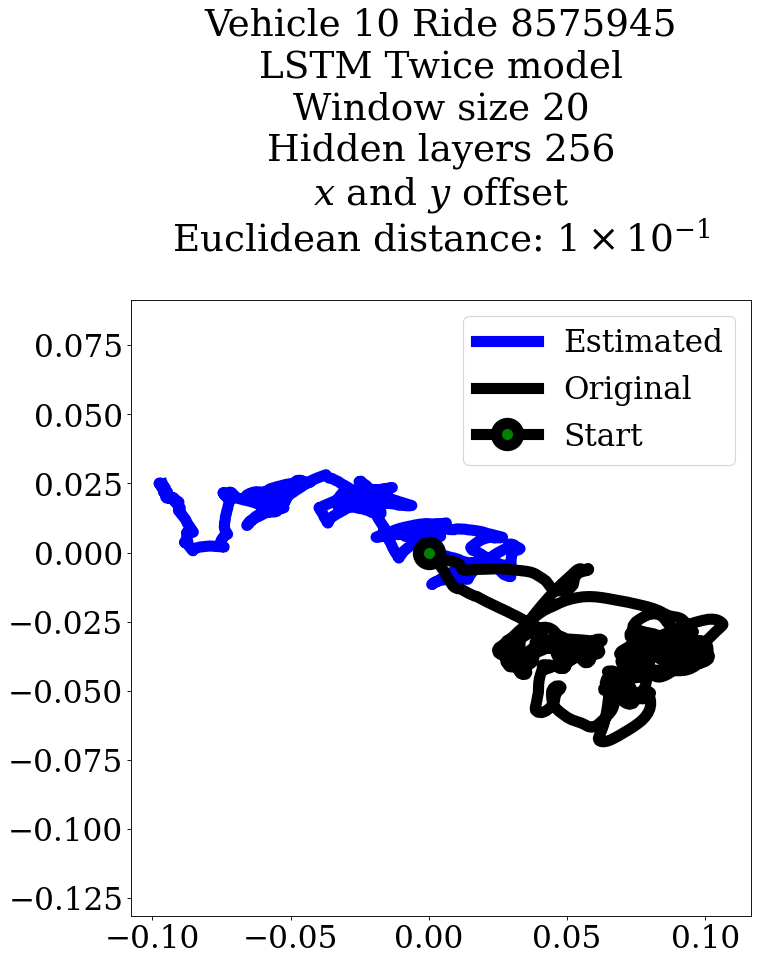 Vehicle 10 Ride 8575945
LSTM Twice model
Window size 20
Hidden layers 256
x and y offset
Euclidean distance: 1 × 10⁻¹
Estimated
Original
Start
0.075
0.050
0.025
0.000
−0.025
−0.050
−0.075
−0.100
−0.125
−0.10 −0.05 0.00 0.05 0.10